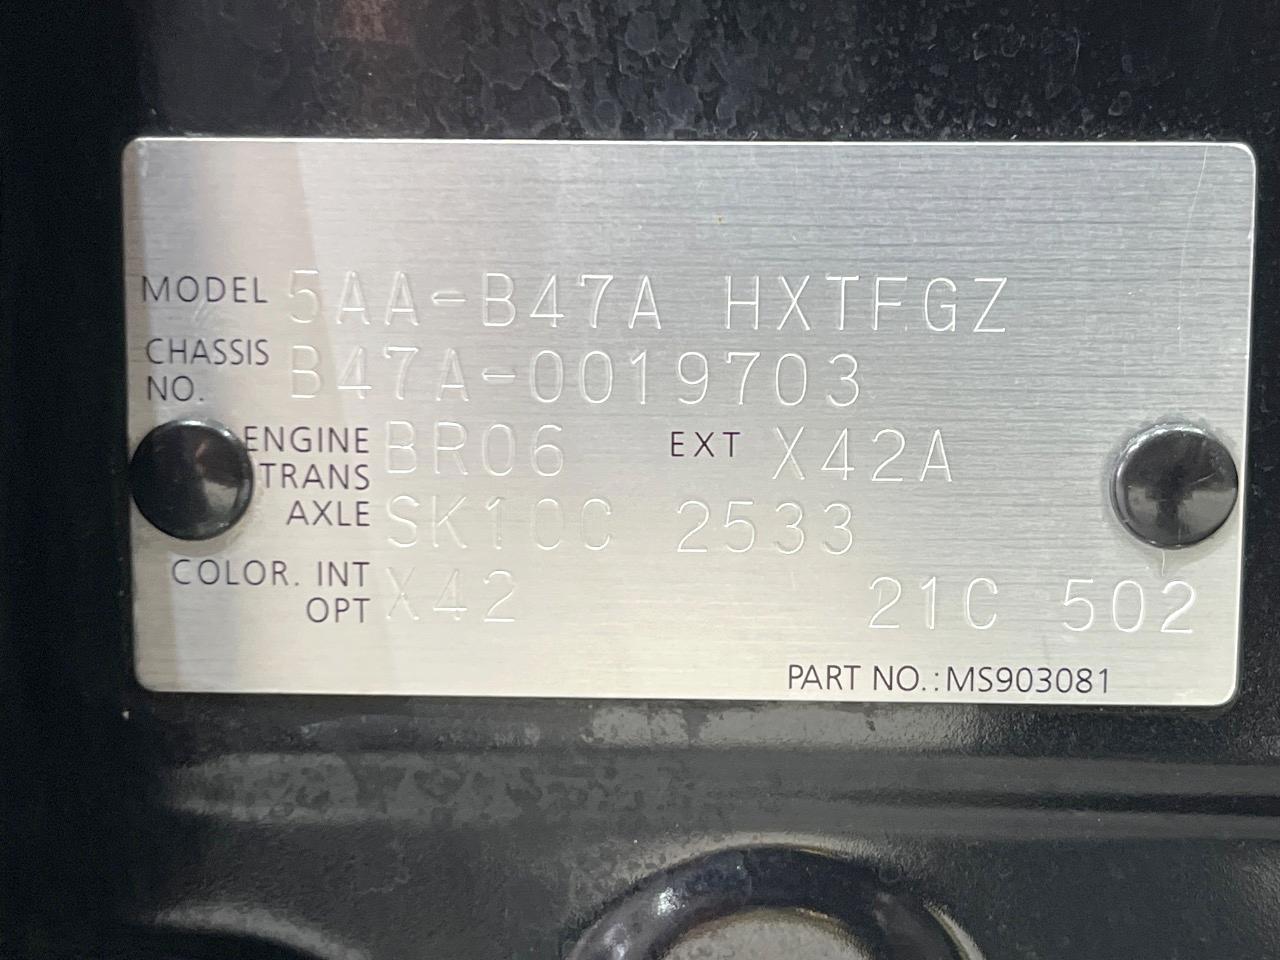 MODEL 5AA-B47A HXTFGZ
CHASSIS NO. B47A-0019703
ENGINE BR06 EXT X42A
TRANS AXLE SK10C 2533
COLOR. INT OPT X42 21C 502
PART NO.:MS903081